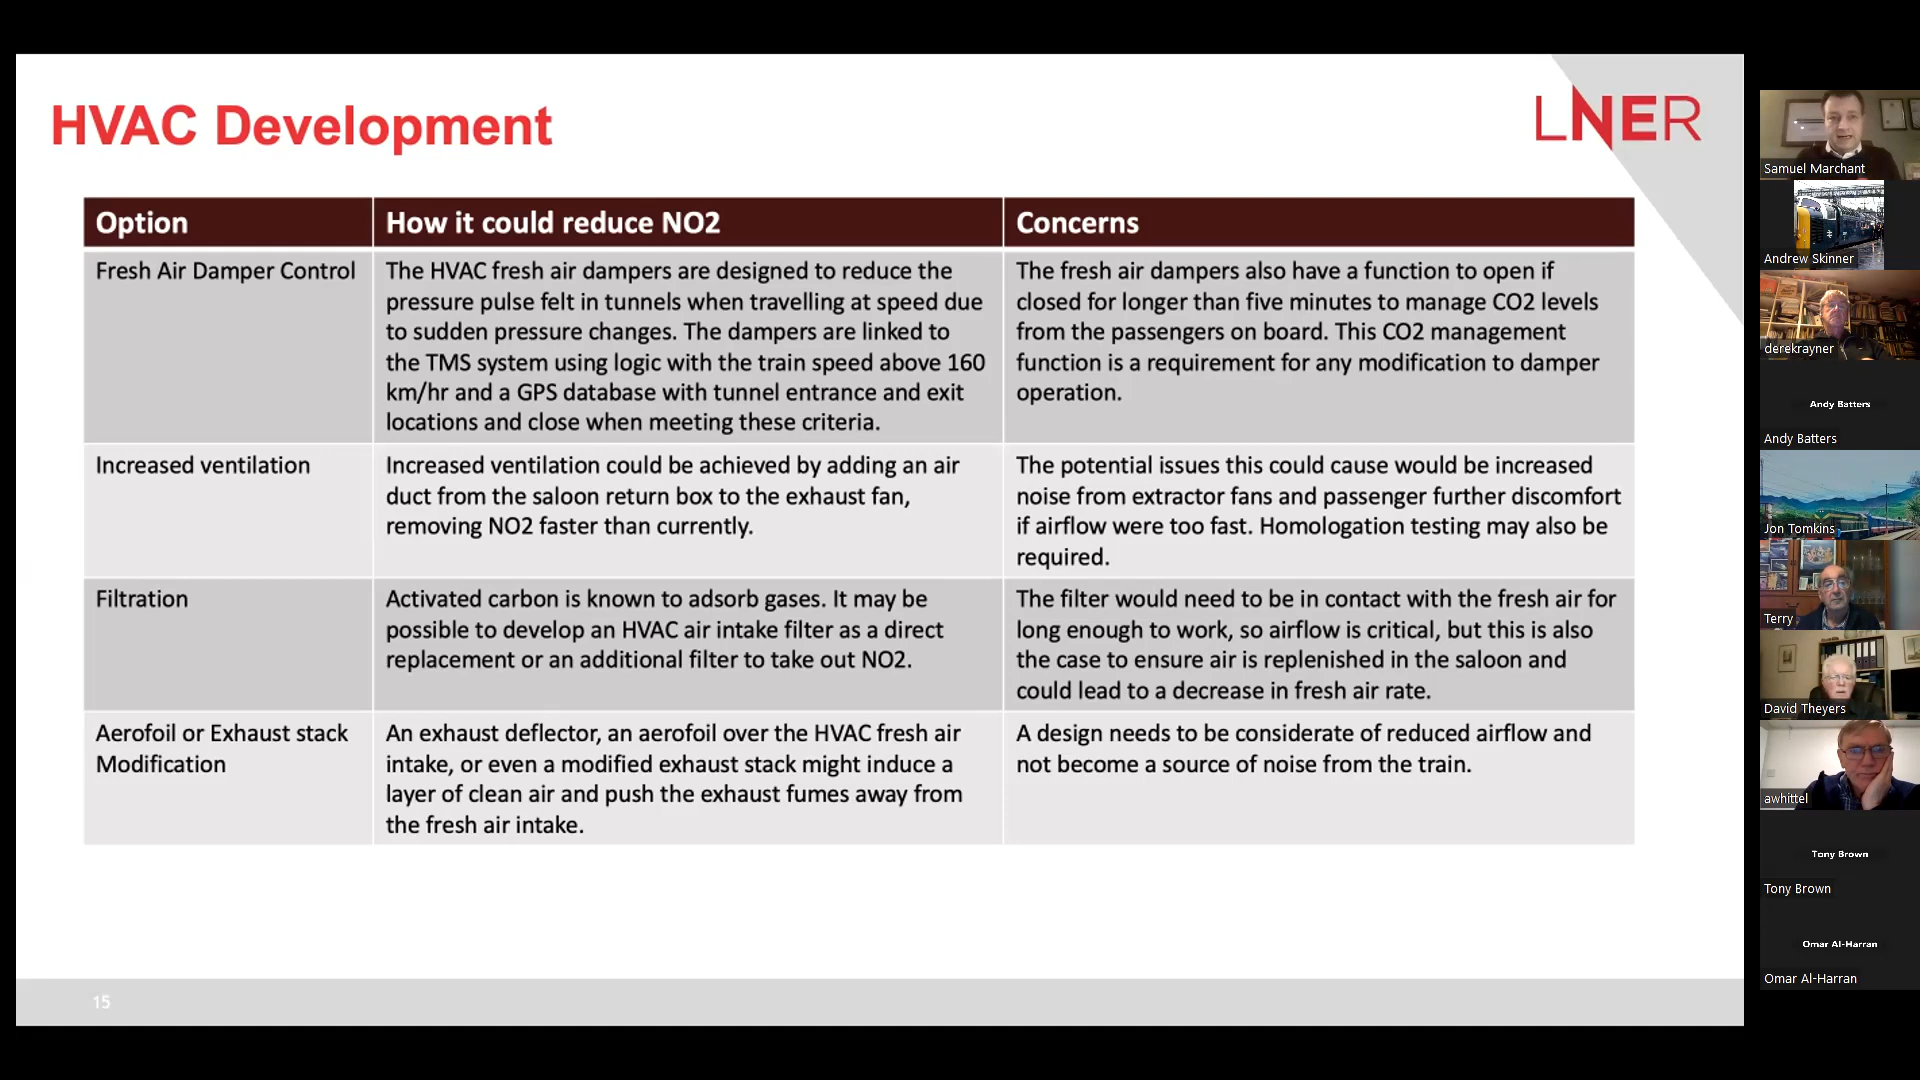 HVAC Development
LNER
Option
How it could reduce NO2
Concerns
Fresh Air Damper Control
The HVAC fresh air dampers are designed to reduce the
pressure pulse felt in tunnels when travelling at speed due
to sudden pressure changes. The dampers are linked to
the TMS system using logic with the train speed above 160
km/hr and a GPS database with tunnel entrance and exit
locations and close when meeting these criteria.
The fresh air dampers also have a function to open if
closed for longer than five minutes to manage CO2 levels
from the passengers on board. This CO2 management
function is a requirement for any modification to damper
operation.
Increased ventilation
Increased ventilation could be achieved by adding an air
duct from the saloon return box to the exhaust fan,
removing NO2 faster than currently.
The potential issues this could cause would be increased
noise from extractor fans and passenger further discomfort
if airflow were too fast. Homologation testing may also be
required.
Filtration
Activated carbon is known to adsorb gases. It may be
possible to develop an HVAC air intake filter as a direct
replacement or an additional filter to take out NO2.
The filter would need to be in contact with the fresh air for
long enough to work, so airflow is critical, but this is also
the case to ensure air is replenished in the saloon and
could lead to a decrease in fresh air rate.
Aerofoil or Exhaust stack
Modification
An exhaust deflector, an aerofoil over the HVAC fresh air
intake, or even a modified exhaust stack might induce a
layer of clean air and push the exhaust fumes away from
the fresh air intake.
A design needs to be considerate of reduced airflow and
not become a source of noise from the train.
15
Samuel Marchant
Andrew Skinner
derekrayner
Andy Batters
Andy Batters
Jon Tomkins
Terry
David Theyers
awhittel
Tony Brown
Tony Brown
Omar Al-Harran
Omar Al-Harran